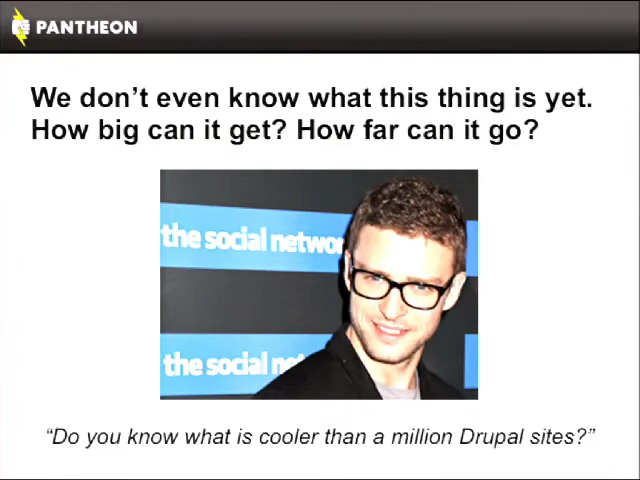 PANTHEON
We don't even know what this thing is yet.
How big can it get? How far can it go?
the social networ
the social net
“Do you know what is cooler than a million Drupal sites?”